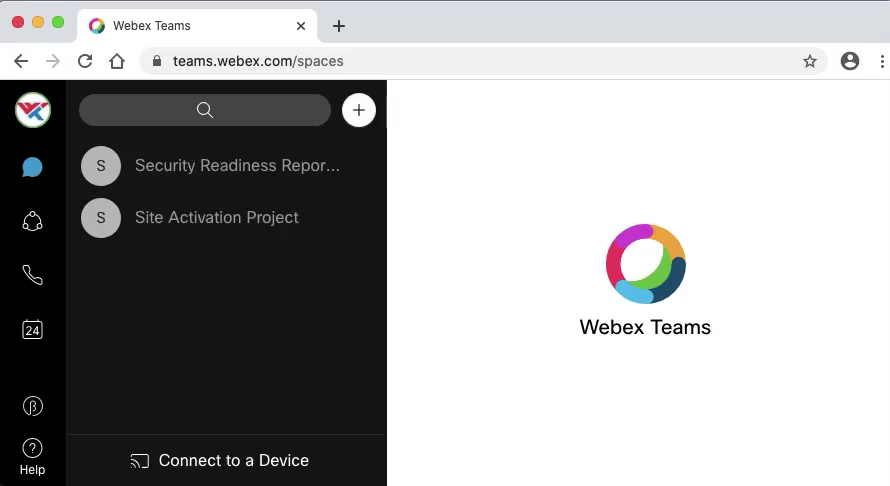 Webex Teams
teams.webex.com/spaces
S
Security Readiness Repor...
S
Site Activation Project
24
β
?
Help
Connect to a Device
Webex Teams